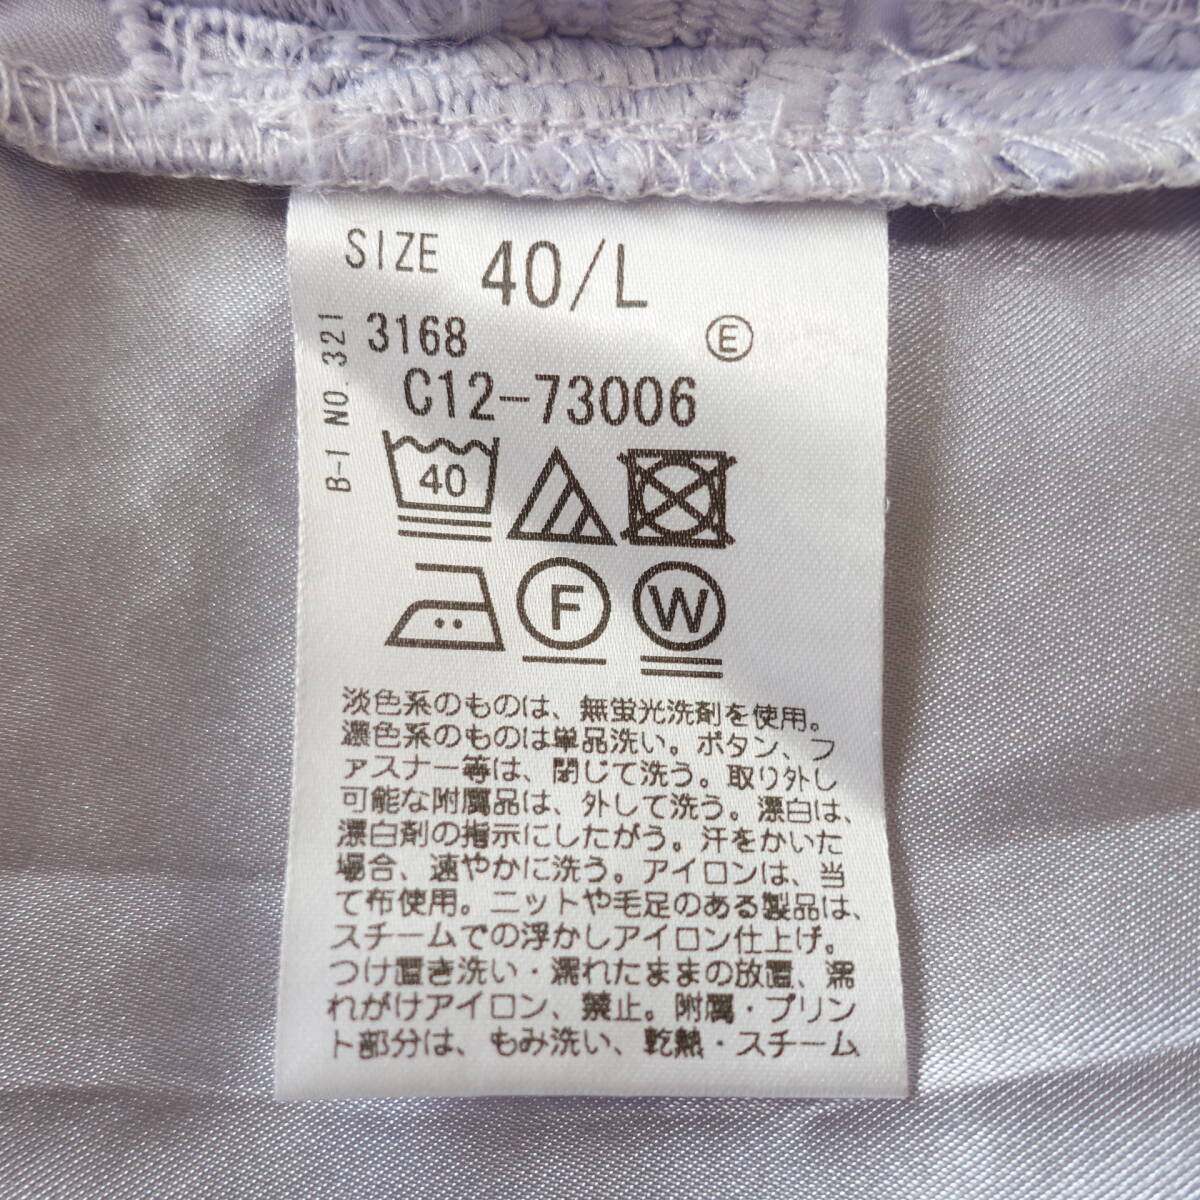 SIZE 40/L
3168 Ⓔ
C12-73006
B-1 NO.321
40
F W
淡色系のものは、無蛍光洗剤を使用。
濃色系のものは単品洗い。ボタン、フ
ァスナー等は、閉じて洗う。取り外し
可能な附属品は、外して洗う。漂白は、
漂白剤の指示にしたがう。汗をかいた
場合、速やかに洗う。アイロンは、当
て布使用。ニットや毛足のある製品は、
スチームでの浮かしアイロン仕上げ。
つけ置き洗い・濡れたままの放置、濡
れがけアイロン、禁止。附属・プリン
ト部分は、もみ洗い、乾熱・スチーム